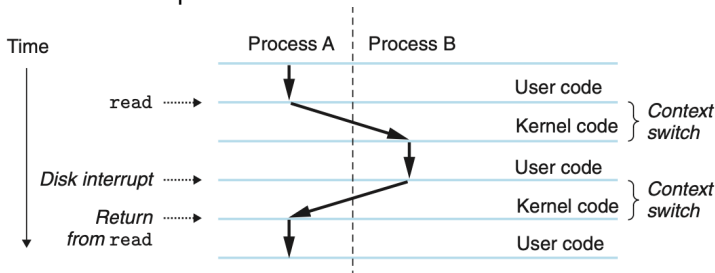 Time
Process A
Process B
User code
read
Context
switch
Kernel code
User code
Disk interrupt
Context
switch
Kernel code
Return
from read
User code